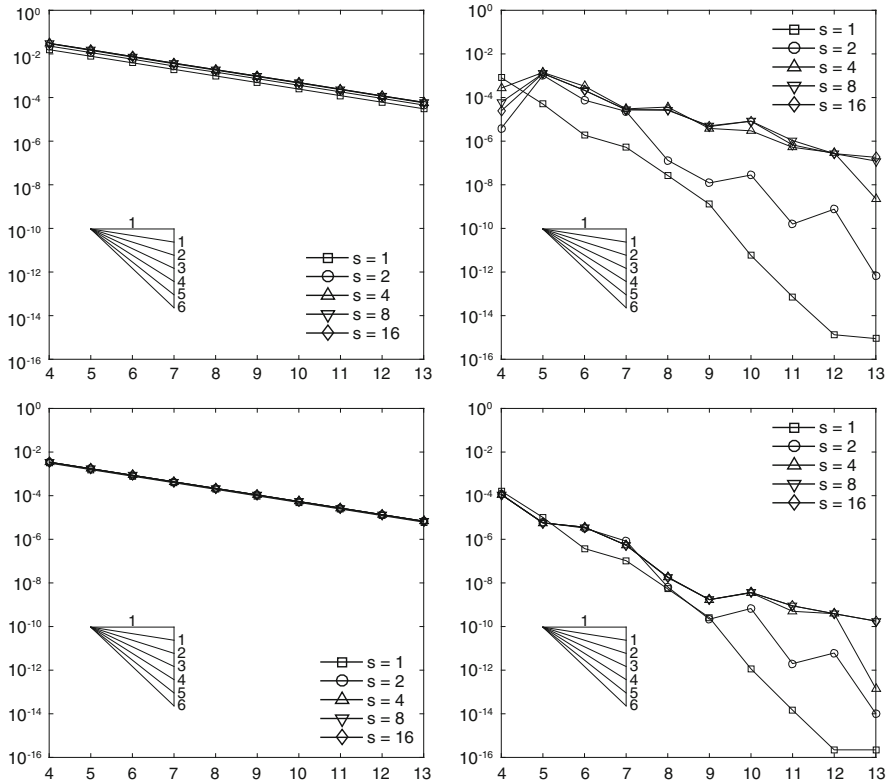 10^0
10^-2
10^-4
10^-6
10^-8
10^-10
10^-12
10^-14
10^-16
4 5 6 7 8 9 10 11 12 13
1
1
2
3
4
5
6
s = 1
s = 2
s = 4
s = 8
s = 16
10^0
10^-2
10^-4
10^-6
10^-8
10^-10
10^-12
10^-14
10^-16
4 5 6 7 8 9 10 11 12 13
s = 1
s = 2
s = 4
s = 8
s = 16
1
1
2
3
4
5
6
10^0
10^-2
10^-4
10^-6
10^-8
10^-10
10^-12
10^-14
10^-16
4 5 6 7 8 9 10 11 12 13
1
1
2
3
4
5
6
s = 1
s = 2
s = 4
s = 8
s = 16
10^0
10^-2
10^-4
10^-6
10^-8
10^-10
10^-12
10^-14
10^-16
4 5 6 7 8 9 10 11 12 13
s = 1
s = 2
s = 4
s = 8
s = 16
1
1
2
3
4
5
6